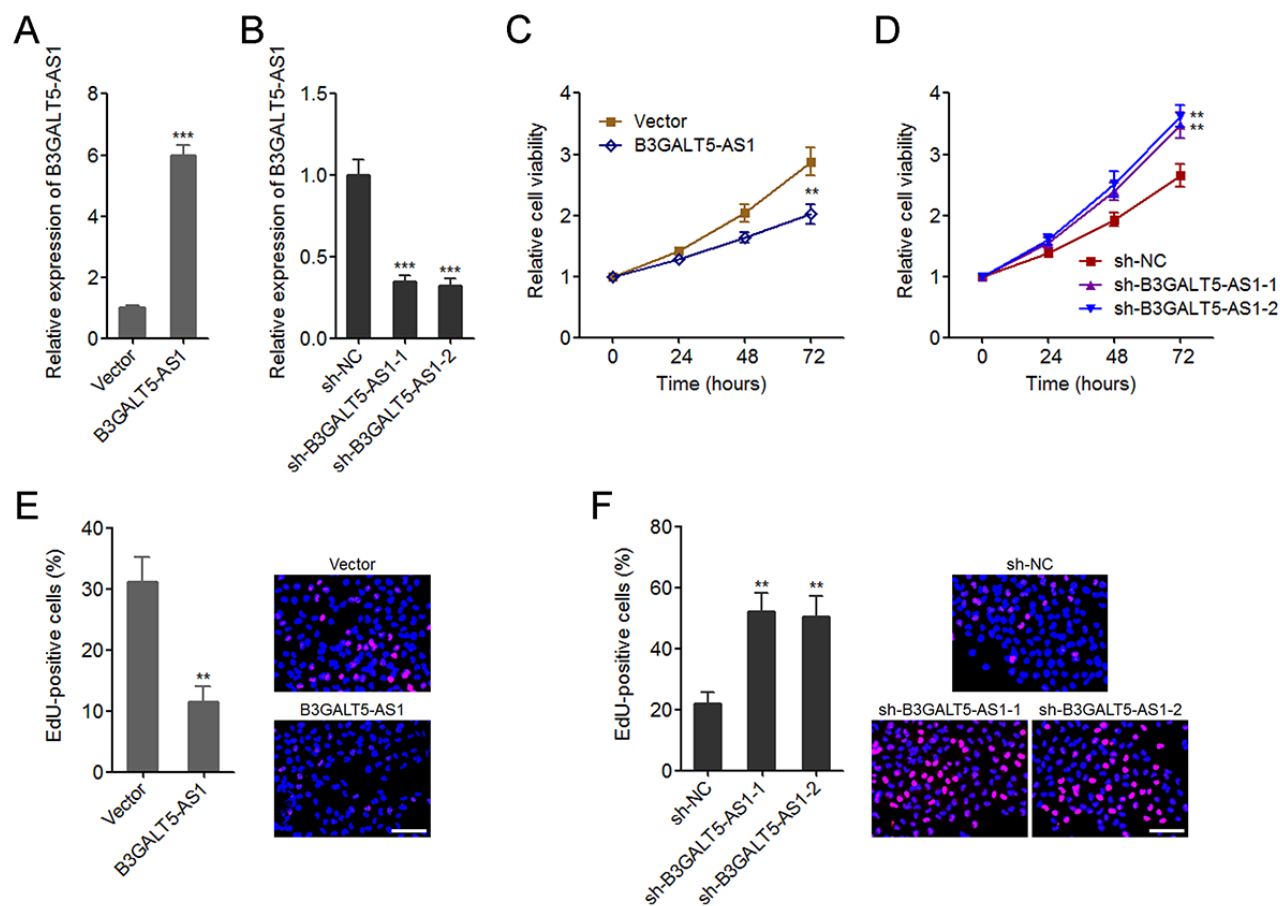 A
Relative expression of B3GALT5-AS1
8
6
4
2
0
***
Vector
B3GALT5-AS1
B
Relative expression of B3GALT5-AS1
1.5
1.0
0.5
0.0
***
***
sh-NC
sh-B3GALT5-AS1-1
sh-B3GALT5-AS1-2
C
Relative cell viability
4
3
2
1
0
Vector
B3GALT5-AS1
**
0 24 48 72
Time (hours)
D
Relative cell viability
4
3
2
1
0
**
**
sh-NC
sh-B3GALT5-AS1-1
sh-B3GALT5-AS1-2
0 24 48 72
Time (hours)
E
EdU-positive cells (%)
40
30
20
10
0
**
Vector
B3GALT5-AS1
Vector
B3GALT5-AS1
F
EdU-positive cells (%)
80
60
40
20
0
**
**
sh-NC
sh-B3GALT5-AS1-1
sh-B3GALT5-AS1-2
sh-NC
sh-B3GALT5-AS1-1 sh-B3GALT5-AS1-2